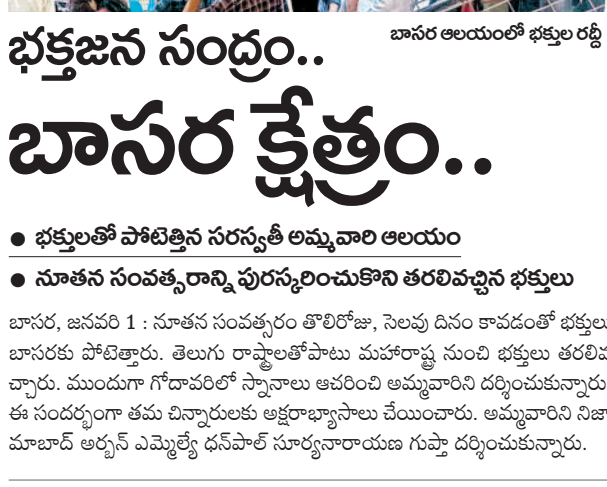 బాసర ఆలయంలో భక్తుల రద్దీ
భక్తజన సంద్రం..
బాసర క్షేత్రం..
● భక్తులతో పోటెత్తిన సరస్వతీ అమ్మవారి ఆలయం
● నూతన సంవత్సరాన్ని పురస్కరించుకొని తరలివచ్చిన భక్తులు
బాసర, జనవరి 1 : నూతన సంవత్సరం తొలిరోజు, సెలవు దినం కావడంతో భక్తులు
బాసరకు పోటెత్తారు. తెలుగు రాష్ట్రాలతోపాటు మహారాష్ట్ర నుంచి భక్తులు తరలివ
చ్చారు. ముందుగా గోదావరిలో స్నానాలు ఆచరించి అమ్మవారిని దర్శించుకున్నారు.
ఈ సందర్భంగా తమ చిన్నారులకు అక్షరాభ్యాసాలు చేయించారు. అమ్మవారిని నిజా
మాబాద్ అర్బన్ ఎమ్మెల్యే ధన్‌పాల్ సూర్యనారాయణ గుప్తా దర్శించుకున్నారు.